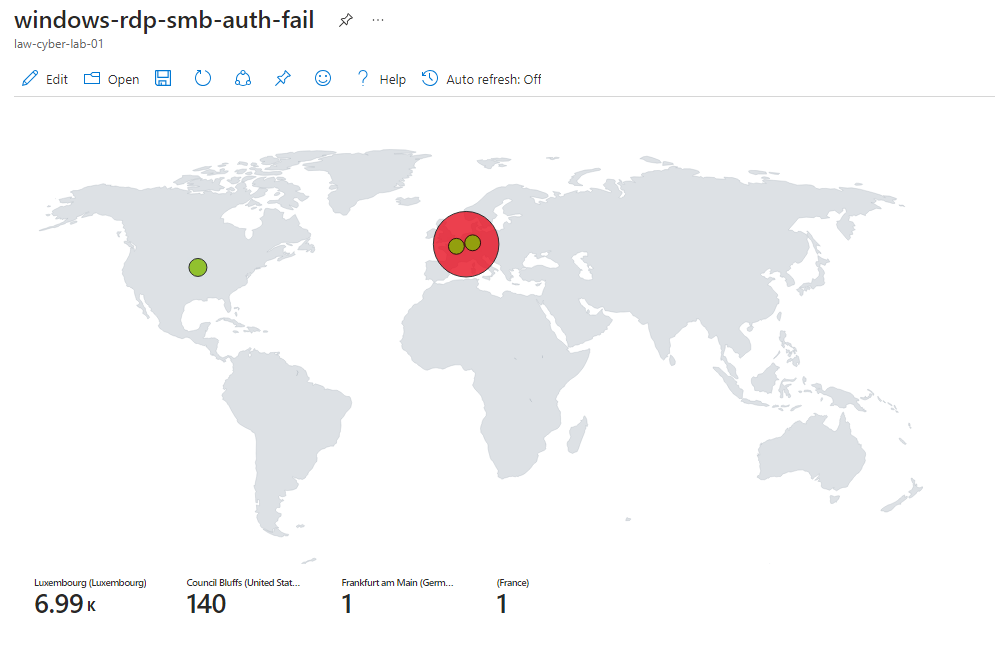 windows-rdp-smb-auth-fail ...
law-cyber-lab-01
Edit Open Help Auto refresh: Off
Luxembourg (Luxembourg) Council Bluffs (United Stat... Frankfurt am Main (Germ... (France)
6.99 K 140 1 1